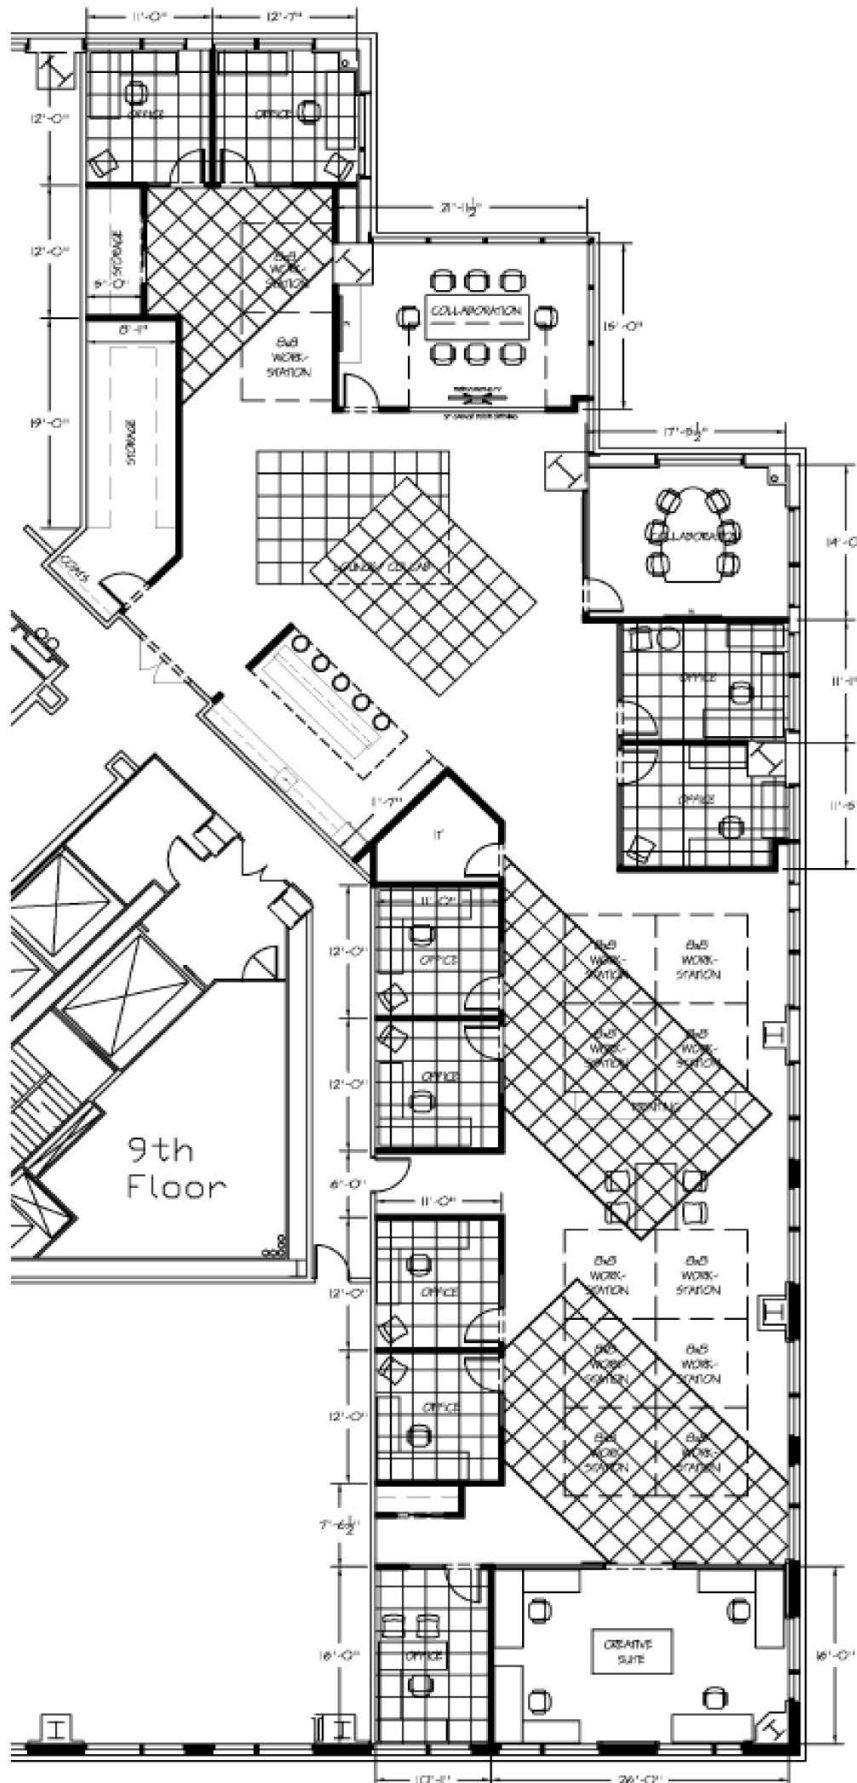 11'-0"
12'-7"
12'-0"
OFFICE
OFFICE
21'-11½"
12'-0"
STORAGE
5'-0"
8x8
WORK-
STATION
COLLABORATION
15'-0"
8'-1"
8x8
WORK-
STATION
19'-0"
STORAGE
17'-5½"
COLLABORATION
14'-0
LOUNGE / COLLAB
OFFICE
11'-1"
OFFICE
IT
11'-0"
12'-0"
OFFICE
8x8
WORK-
STATION
8x8
WORK-
STATION
12'-0"
OFFICE
8x8
WORK-
STATION
8x8
WORK-
STATION
PRINTING
9th
Floor
6'-0"
11'-0"
12'-0"
OFFICE
8x8
WORK-
STATION
8x8
WORK-
STATION
8x8
WORK-
STATION
8x8
WORK-
STATION
12'-0"
OFFICE
8x8
WORK-
STATION
8x8
WORK-
STATION
7'-6½"
16'-0"
OFFICE
CREATIVE
SUITE
16'-0"
10'-1"
26'-0"